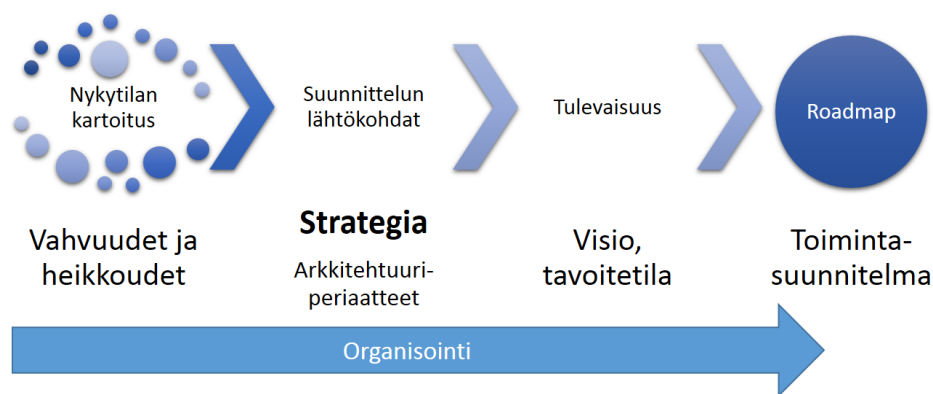 Nykytilan
kartoitus
Suunnittelun
lähtökohdat
Tulevaisuus
Roadmap
Vahvuudet ja
heikkoudet
Strategia
Arkkitehtuuri-
periaatteet
Visio,
tavoitetila
Toiminta-
suunnitelma
Organisointi